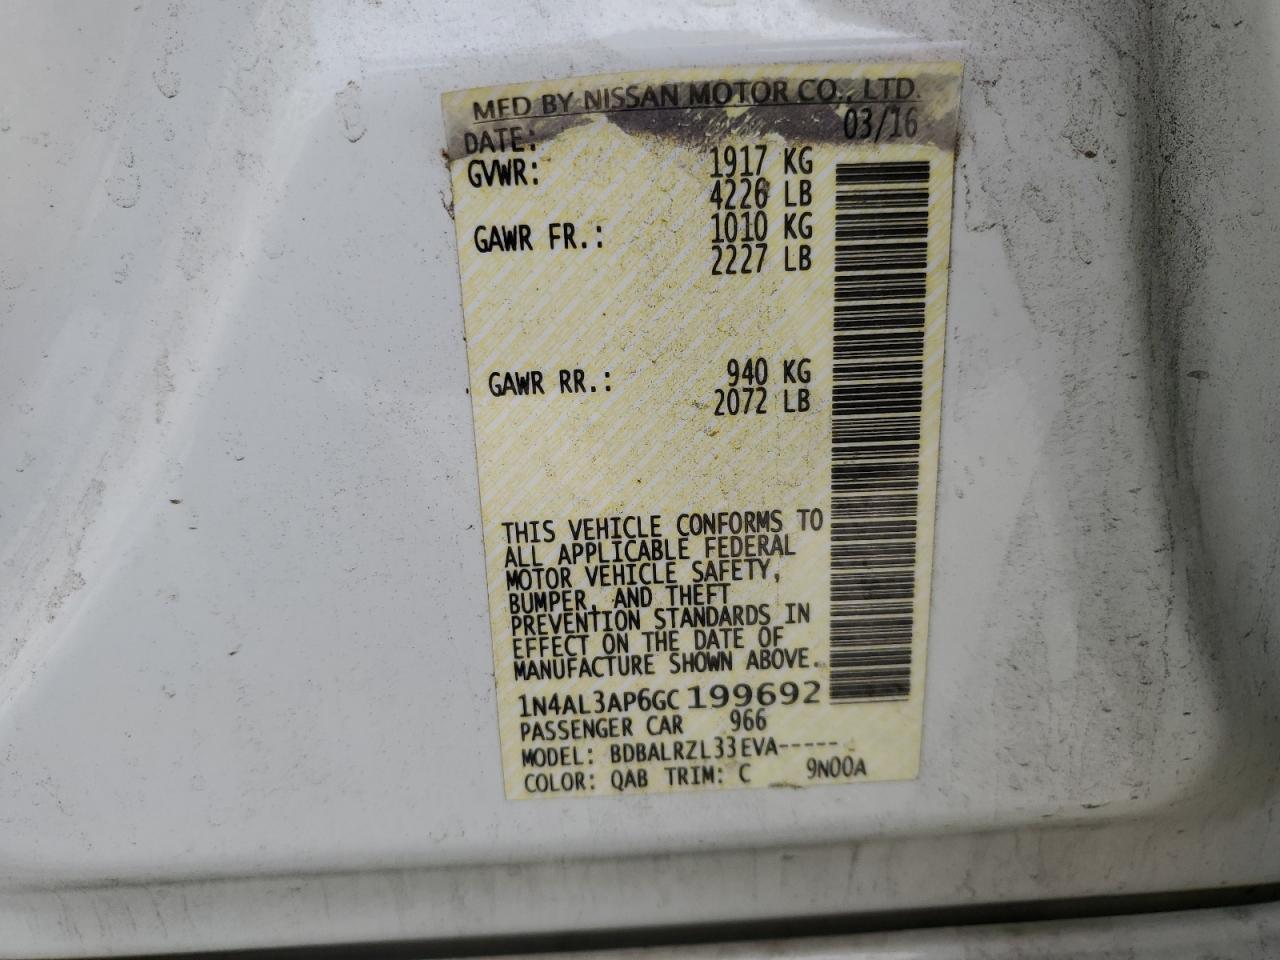 MFD BY NISSAN MOTOR CO., LTD.
DATE: 03/16
GVWR: 1917 KG
4226 LB
GAWR FR.: 1010 KG
2227 LB
GAWR RR.: 940 KG
2072 LB
THIS VEHICLE CONFORMS TO
ALL APPLICABLE FEDERAL
MOTOR VEHICLE SAFETY,
BUMPER, AND THEFT
PREVENTION STANDARDS IN
EFFECT ON THE DATE OF
MANUFACTURE SHOWN ABOVE.
1N4AL3AP6GC199692
PASSENGER CAR 966
MODEL: BDBALRZL33EVA-----
COLOR: QAB TRIM: C 9N00A